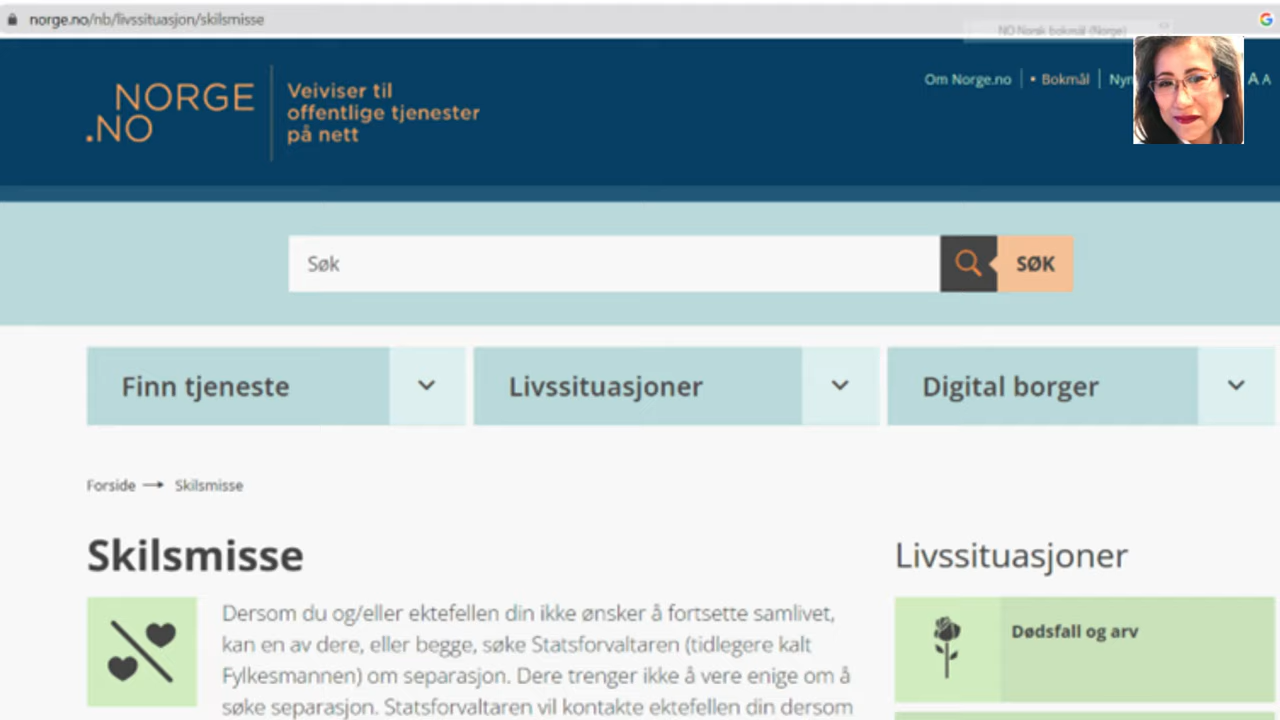 norge.no/nb/livssituasjon/skilsmisse
NO Norsk bokmål (Norge)
NORGE
.NO
Veiviser til
offentlige tjenester
på nett
Om Norge.no
• Bokmål
A A
Søk
SØK
Finn tjeneste
Livssituasjoner
Digital borger
Forside → Skilsmisse
Skilsmisse
Dersom du og/eller ektefellen din ikke ønsker å fortsette samlivet,
kan en av dere, eller begge, søke Statsforvaltaren (tidlegere kalt
Fylkesmannen) om separasjon. Dere trenger ikke å vere enige om å
søke separasjon. Statsforvaltaren vil kontakte ektefellen din dersom
Livssituasjoner
Dødsfall og arv